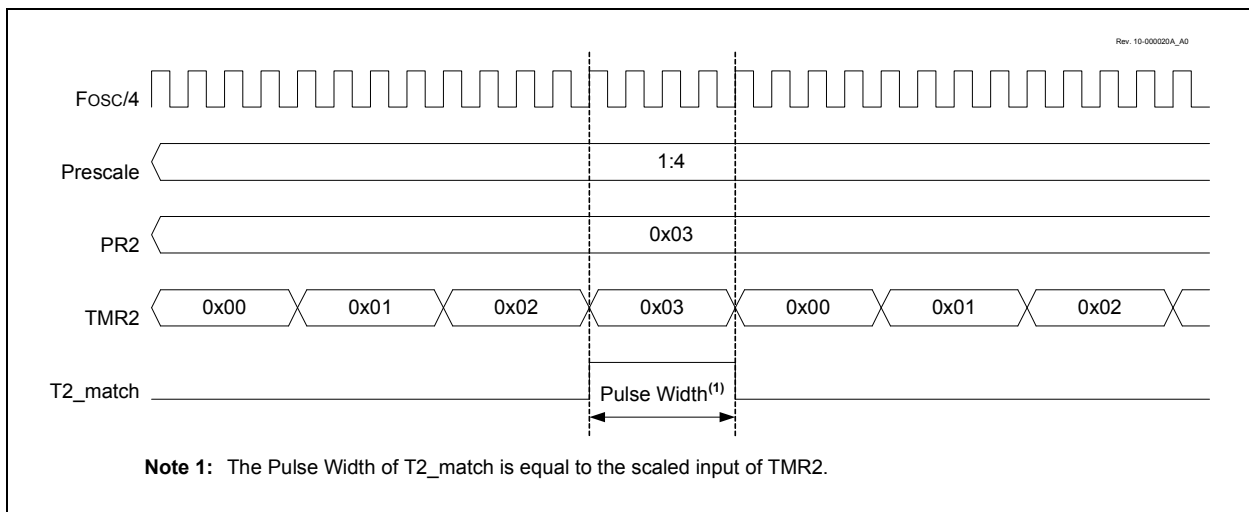 Rev. 10-000020A_A0
Fosc/4
Prescale
1:4
PR2
0x03
TMR2 0x00 0x01 0x02 0x03 0x00 0x01 0x02
T2_match
Pulse Width(1)
Note 1: The Pulse Width of T2_match is equal to the scaled input of TMR2.